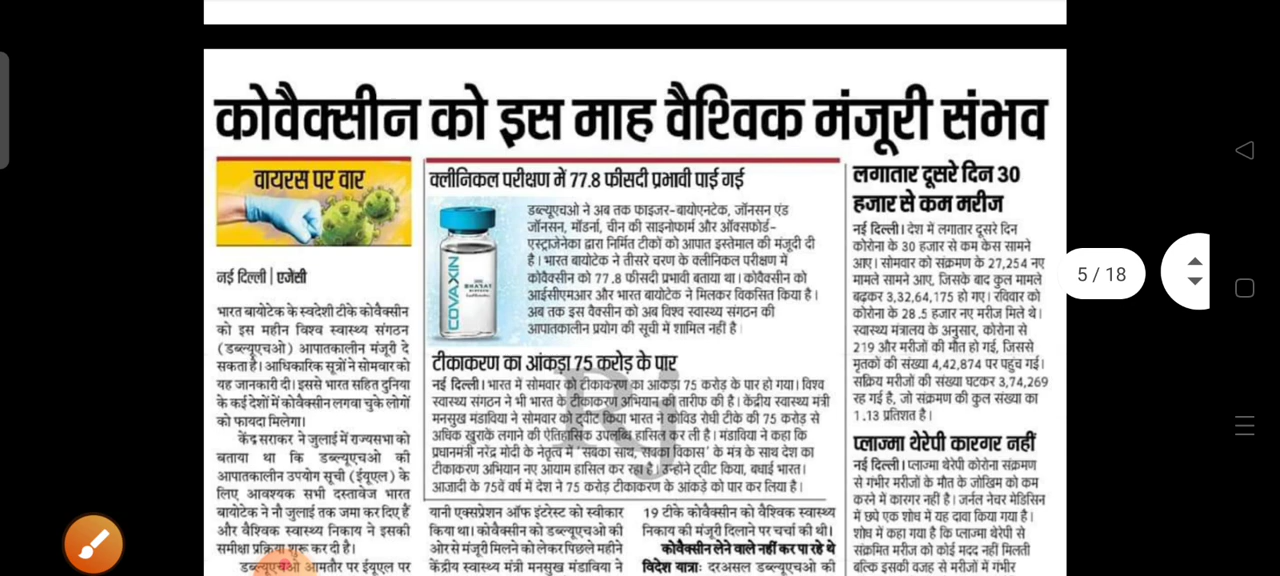 कोवैक्सीन को इस माह वैश्विक मंजूरी संभव
वायरस पर वार
नई दिल्ली | एजेंसी
भारत बायोटेक के स्वदेशी टीके कोवैक्सीन
को इस महीन विश्व स्वास्थ्य संगठन
(डब्ल्यूएचओ) आपातकालीन मंजूरी दे
सकता है। आधिकारिक सूत्रों ने सोमवार को
यह जानकारी दी। इससे भारत सहित दुनिया
के कई देशों में कोवैक्सीन लगवा चुके लोगों
को फायदा मिलेगा।
केंद्र सराकर ने जुलाई में राज्यसभा को
बताया था कि डब्ल्यूएचओ की
आपातकालीन उपयोग सूची (ईयूएल) के
लिए आवश्यक सभी दस्तावेज भारत
बायोटेक ने नौ जुलाई तक जमा कर दिए हैं
और वैश्विक स्वास्थ्य निकाय ने इसकी
समीक्षा प्रक्रिया शुरू कर दी है।
डब्ल्यूएचओ आमतौर पर ईयूएल पर
क्लीनिकल परीक्षण में 77.8 फीसदी प्रभावी पाई गई
COVAXIN
BHARAT
डब्ल्यूएचओ ने अब तक फाइजर-बायोएनटेक, जॉनसन एंड
जॉनसन, मॉडर्ना, चीन की साइनोफार्म और ऑक्सफोर्ड-
एस्ट्राजेनेका द्वारा निर्मित टीकों को आपात इस्तेमाल की मंजूदी दी
है। भारत बायोटेक ने तीसरे चरण के क्लीनिकल परीक्षण में
कोवैक्सीन को 77.8 फीसदी प्रभावी बताया था। कोवैक्सीन को
आईसीएमआर और भारत बायोटेक ने मिलकर विकसित किया है।
अब तक इस वैक्सीन को अब विश्व स्वास्थ्य संगठन की
आपातकालीन प्रयोग की सूची में शामिल नहीं है।
टीकाकरण का आंकड़ा 75 करोड़ के पार
नई दिल्ली। भारत में सोमवार को टीकाकरण का आंकड़ा 75 करोड़ के पार हो गया। विश्व
स्वास्थ्य संगठन ने भी भारत के टीकाकरण अभियान की तारीफ की है। केंद्रीय स्वास्थ्य मंत्री
मनसुख मंडाविया ने सोमवार को ट्वीट किया भारत ने कोविड रोधी टीके की 75 करोड़ से
अधिक खुराकें लगाने की ऐतिहासिक उपलब्धि हासिल कर ली है। मंडाविया ने कहा कि
प्रधानमंत्री नरेंद्र मोदी के नेतृत्व में 'सबका साथ, सबका विकास' के मंत्र के साथ देश का
टीकाकरण अभियान नए आयाम हासिल कर रहा है। उन्होंने ट्वीट किया, बधाई भारत।
आजादी के 75वें वर्ष में देश ने 75 करोड़ टीकाकरण के आंकड़े को पार कर लिया है।
Rj
यानी एक्सप्रेशन ऑफ इंटरेस्ट को स्वीकार
किया था। कोवैक्सीन को डब्ल्यूएचओ की
ओर से मंजूरी मिलने को लेकर पिछले महीने
केंद्रीय स्वास्थ्य मंत्री मनसुख मंडाविया ने
19 टीके कोवैक्सीन को वैश्विक स्वास्थ्य
निकाय की मंजूरी दिलाने पर चर्चा की थी।
कोवैक्सीन लेने वाले नहीं कर पा रहे थे
विदेश यात्राः दरअसल डब्ल्यूएचओ की
लगातार दूसरे दिन 30
हजार से कम मरीज
नई दिल्ली। देश में लगातार दूसरे दिन
कोरोना के 30 हजार से कम केस सामने
आए। सोमवार को संक्रमण के 27,254 नए
मामले सामने आए, जिसके बाद कुल मामले
बढ़कर 3,32,64,175 हो गए। रविवार को
कोरोना के 28.5 हजार नए मरीज मिले थे।
स्वास्थ्य मंत्रालय के अनुसार, कोरोना से
219 और मरीजों की मौत हो गई, जिससे
मृतकों की संख्या 4,42,874 पर पहुंच गई।
सक्रिय मरीजों की संख्या घटकर 3,74,269
रह गई है, जो संक्रमण की कुल संख्या का
1.13 प्रतिशत है।
प्लाज्मा थेरेपी कारगर नहीं
नई दिल्ली। प्लाज्मा थेरेपी कोरोना संक्रमण
से गंभीर मरीजों के मौत के जोखिम को कम
करने में कारगर नहीं है। जर्नल नेचर मेडिसिन
में छपे एक शोध में यह दावा किया गया है।
शोध में कहा गया है कि प्लाज्मा थेरेपी से
संक्रमित मरीज को कोई मदद नहीं मिलती
बल्कि इसकी वजह से मरीजों में गंभीर
5 / 18